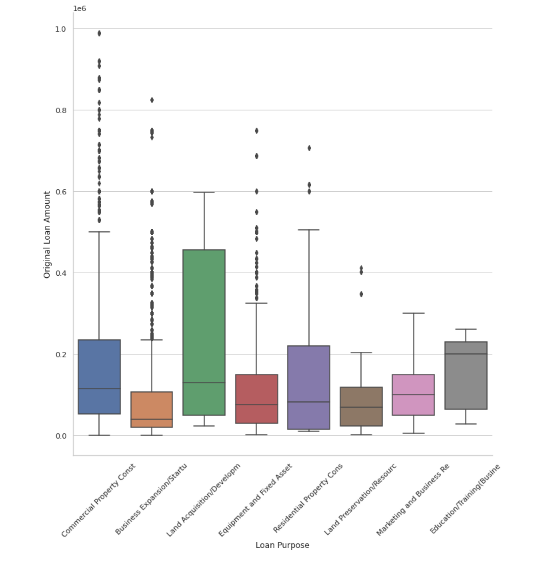 1e6
1.0
0.8
0.6
0.4
0.2
0.0
Original Loan Amount
Commercial Property Const
Business Expansion/Startu
Land Acquisition/Developm
Equipment and Fixed Asset
Residential Property Cons
Land Preservation/Resourc
Marketing and Business Re
Education/Training(Busine
Loan Purpose